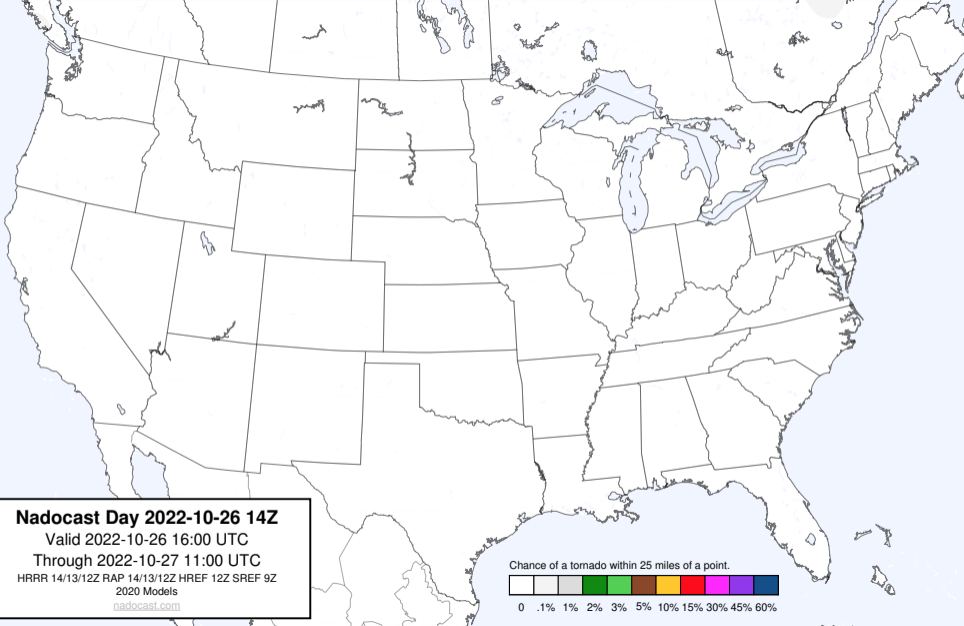 Nadocast Day 2022-10-26 14Z
Valid 2022-10-26 16:00 UTC
Through 2022-10-27 11:00 UTC
HRRR 14/13/12Z RAP 14/13/12Z HREF 12Z SREF 9Z
2020 Models
nadocast.com
Chance of a tornado within 25 miles of a point.
0 .1% 1% 2% 3% 5% 10% 15% 30% 45% 60%